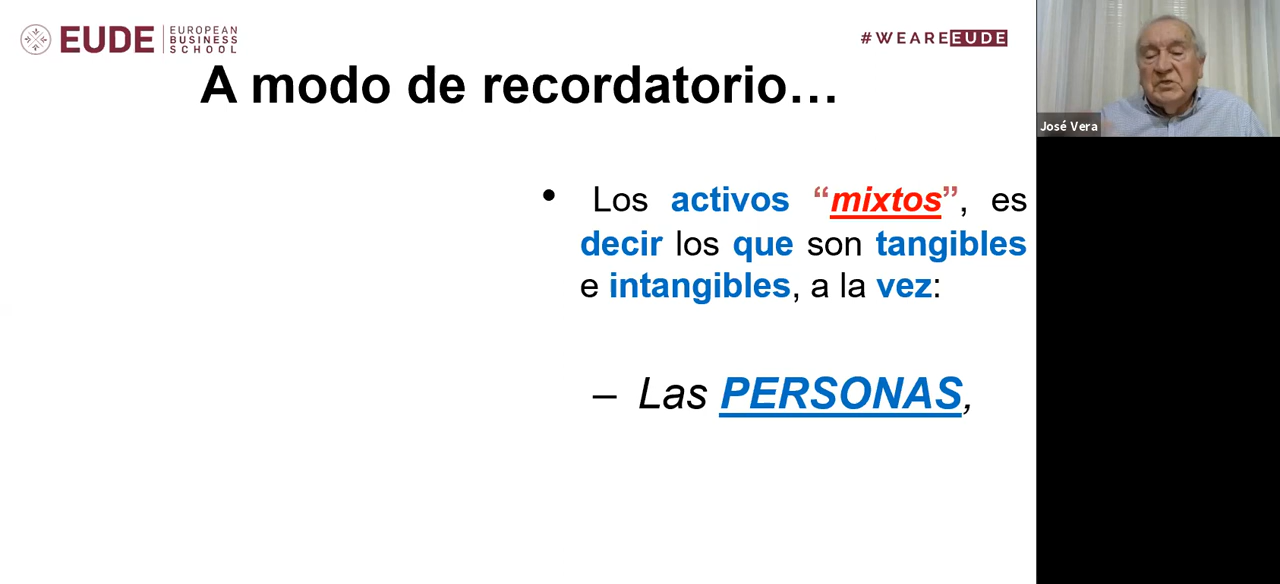 EUDE
EUROPEAN
BUSINESS
SCHOOL
#WEAREEUDE
A modo de recordatorio…
José Vera
• Los activos “mixtos”, es
decir los que son tangibles
e intangibles, a la vez:
– Las PERSONAS,